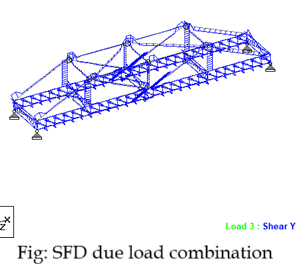 X
Z
Load 3 : Shear Y
Fig: SFD due load combination